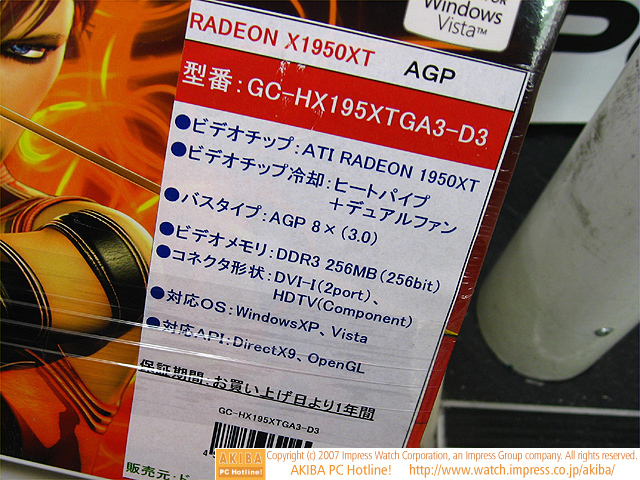 Windows
Vista™
RADEON X1950XT AGP
型番：GC-HX195XTGA3-D3
●ビデオチップ：ATI RADEON 1950XT
●ビデオチップ冷却：ヒートパイプ
＋デュアルファン
●バスタイプ：AGP 8×（3.0）
●ビデオメモリ：DDR3 256MB（256bit）
●コネクタ形状：DVI-I（2port）、
HDTV（Component）
●対応OS：WindowsXP、Vista
●対応API：DirectX9、OpenGL
保証期間：お買い上げ日より1年間
GC-HX195XTGA3-D3
販売元：ド
AKIBA
PC Hotline!
Copyright (c) 2007 Impress Watch Corporation, an Impress Group company. All rights reserved.
AKIBA PC Hotline! http://www.watch.impress.co.jp/akiba/